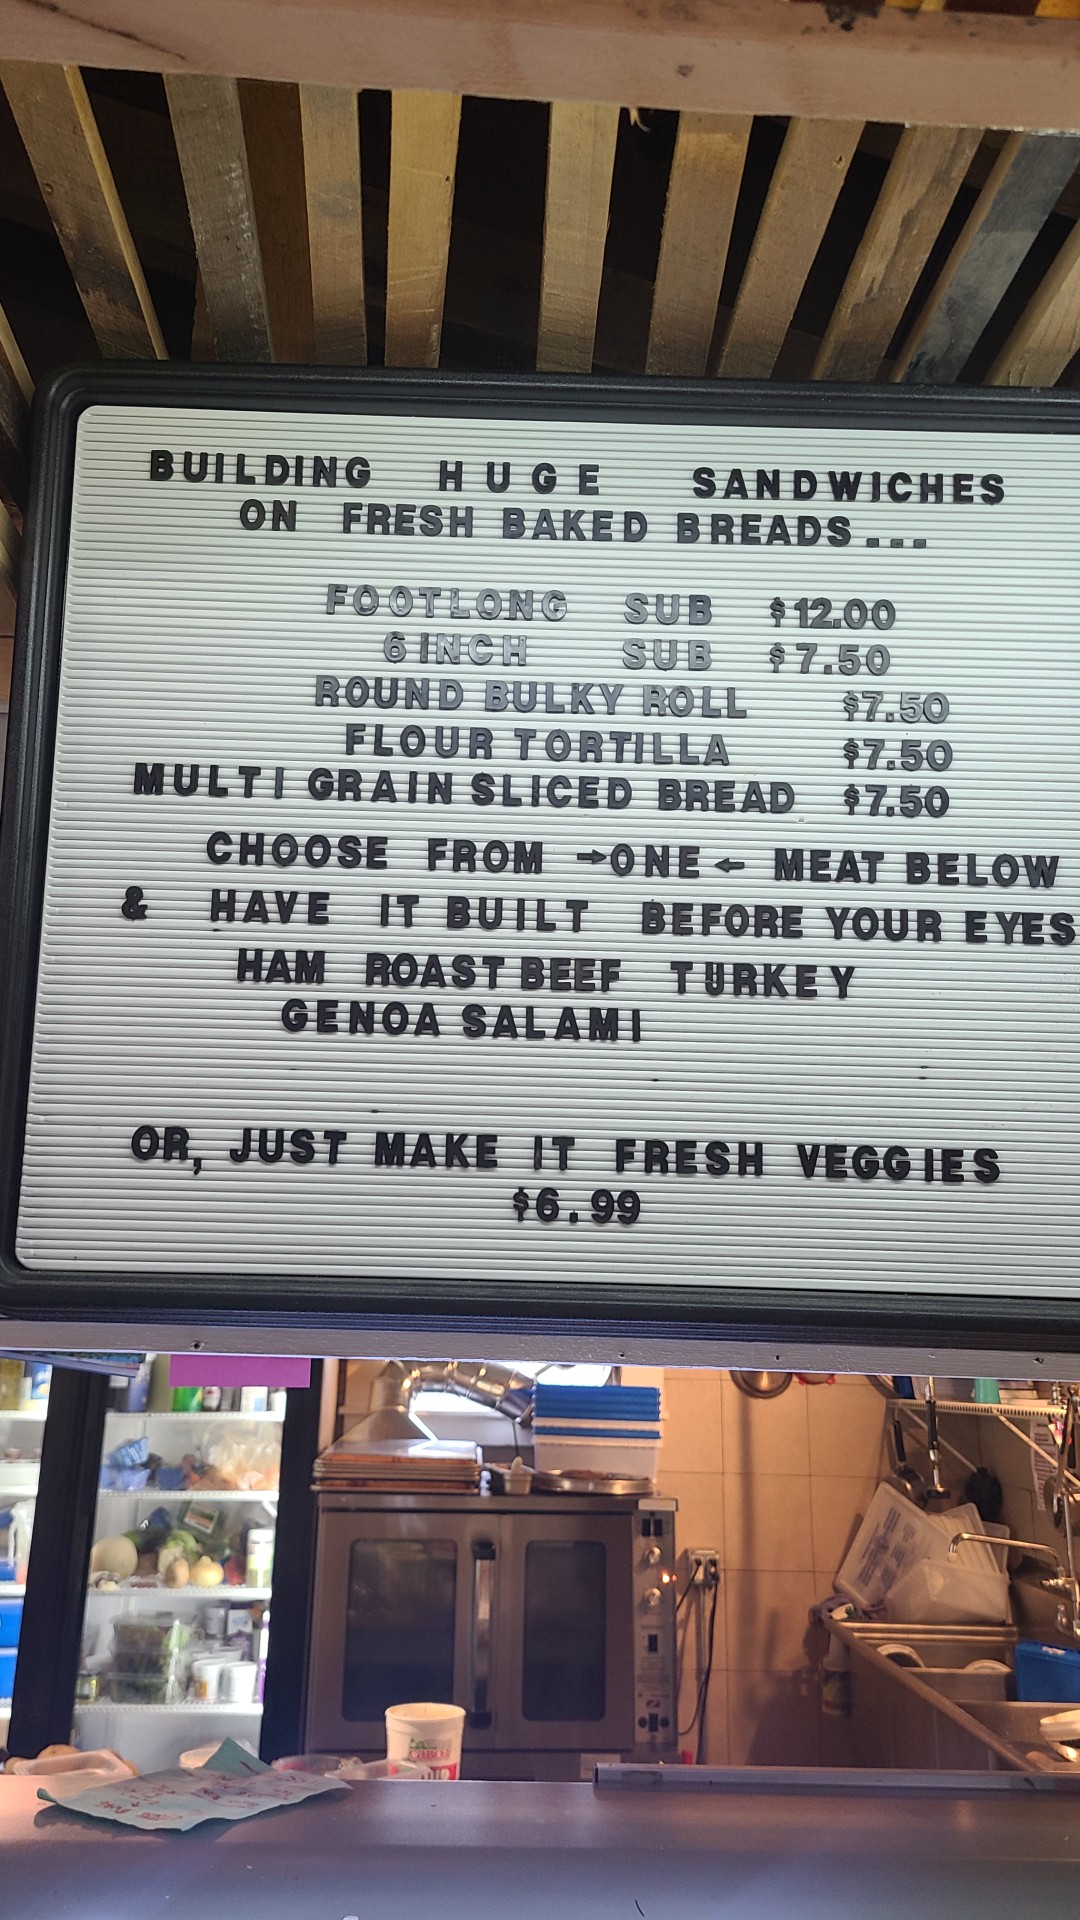 BUILDING HUGE SANDWICHES
ON FRESH BAKED BREADS...
FOOTLONG SUB $12.00
6 INCH SUB $7.50
ROUND BULKY ROLL $7.50
FLOUR TORTILLA $7.50
MULTI GRAIN SLICED BREAD $7.50
CHOOSE FROM →ONE← MEAT BELOW
& HAVE IT BUILT BEFORE YOUR EYES
HAM ROAST BEEF TURKEY
GENOA SALAMI
OR, JUST MAKE IT FRESH VEGGIES
$6.99